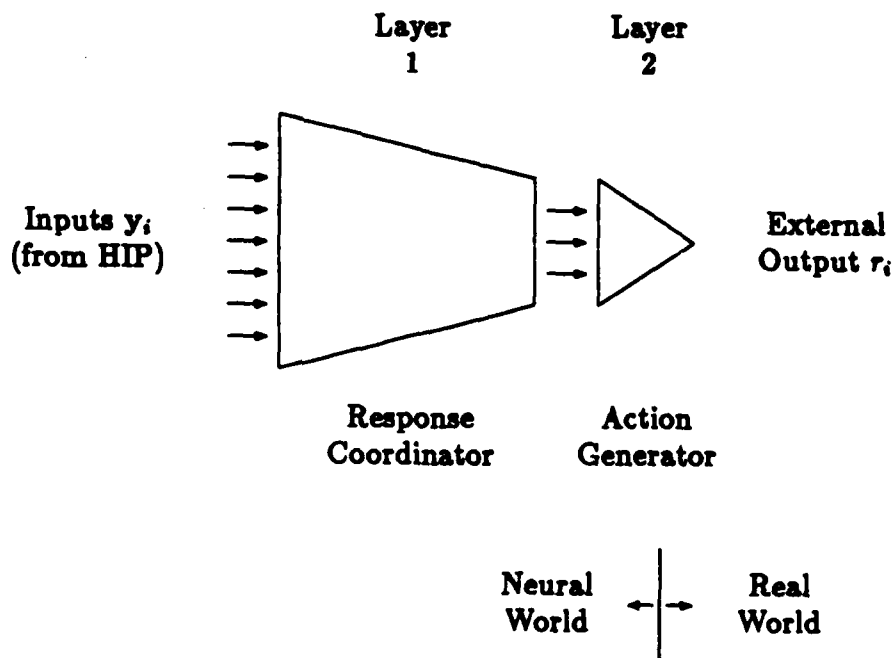 Layer
1
Layer
2
Inputs yᵢ
(from HIP)
External
Output rᵢ
Response
Coordinator
Action
Generator
Neural
World
Real
World